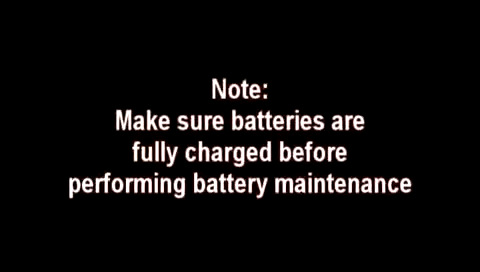 Note:
Make sure batteries are
fully charged before
performing battery maintenance